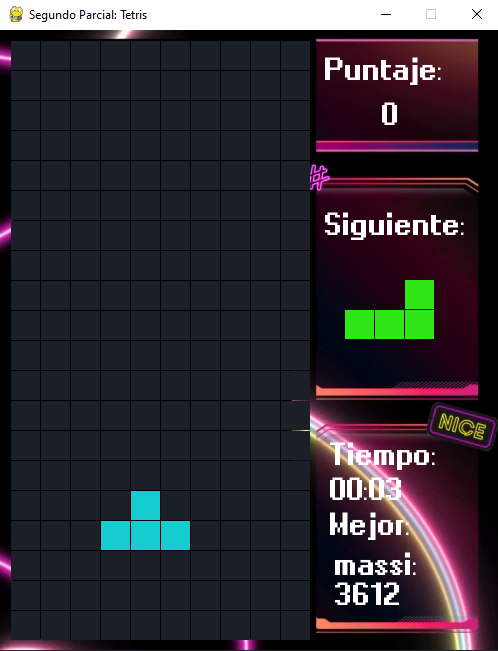 Segundo Parcial: Tetris
Puntaje:
0
#
Siguiente:
NICE
Tiempo:
00:03
Mejor:
massi:
3612